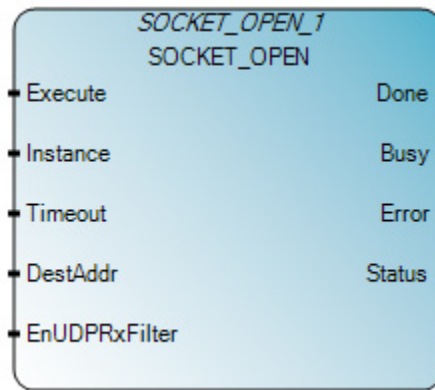 SOCKET_OPEN_1
SOCKET_OPEN
Execute Done
Instance Busy
Timeout Error
DestAddr Status
EnUDPRxFilter